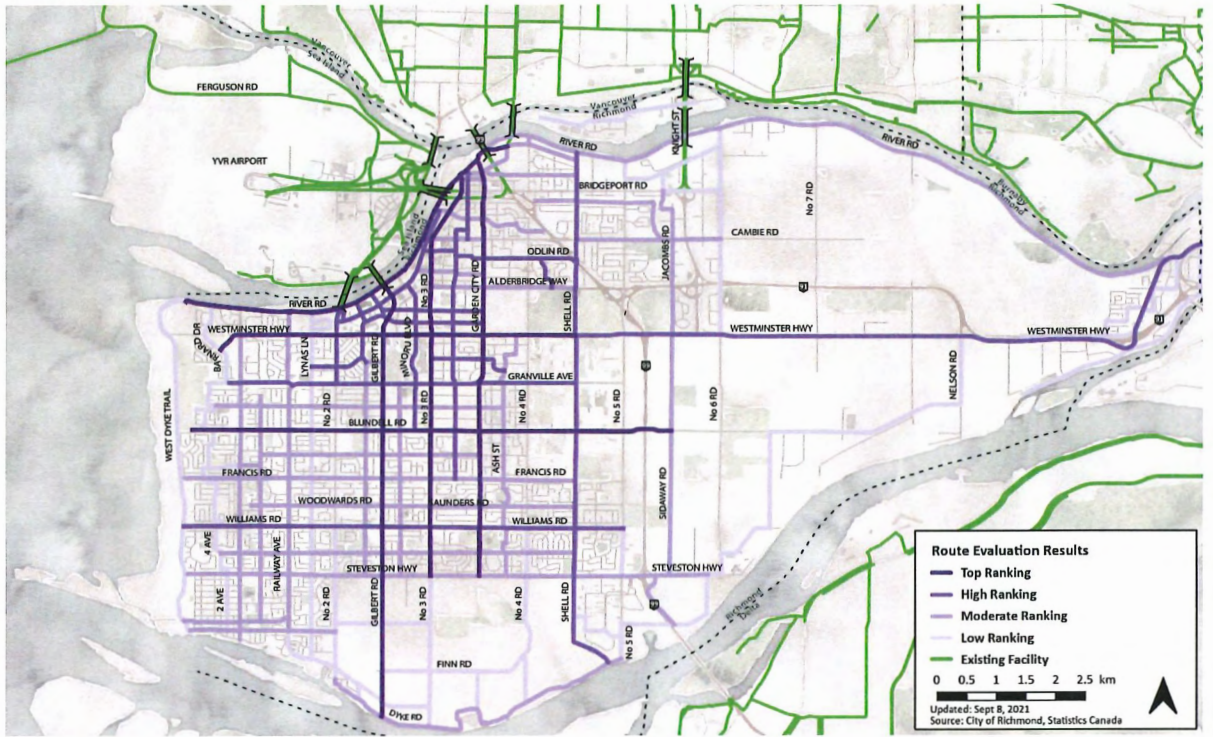 Vancouver
Sea Island
FERGUSON RD
Vancouver
Richmond
KNIGHT ST
RIVER RD
RIVER RD
YVR AIRPORT
BRIDGEPORT RD
No 7 RD
Burnaby
Richmond
CAMBIE RD
JACOMBS RD
ODLIN RD
No 3 RD
GARDEN CITY RD
ALDERBRIDGE WAY
SHELL RD
RIVER RD
WESTMINSTER HWY
WESTMINSTER HWY
WESTMINSTER HWY
BARNARD DR
LYNAS LN
GILBERT RD
MINORU BLVD
GRANVILLE AVE
NELSON RD
WEST DYKE TRAIL
No 2 RD
No 3 RD
No 4 RD
No 5 RD
No 6 RD
BLUNDELL RD
ASH ST
FRANCIS RD
FRANCIS RD
SIDAWAY RD
WOODWARDS RD
SAUNDERS RD
WILLIAMS RD
WILLIAMS RD
4 AVE
RAILWAY AVE
STEVESTON HWY
STEVESTON HWY
2 AVE
No 2 RD
GILBERT RD
No 3 RD
No 4 RD
SHELL RD
No 5 RD
Richmond
Delta
FINN RD
DYKE RD
Route Evaluation Results
Top Ranking
High Ranking
Moderate Ranking
Low Ranking
Existing Facility
0 0.5 1 1.5 2 2.5 km
Updated: Sept 8, 2021
Source: City of Richmond, Statistics Canada